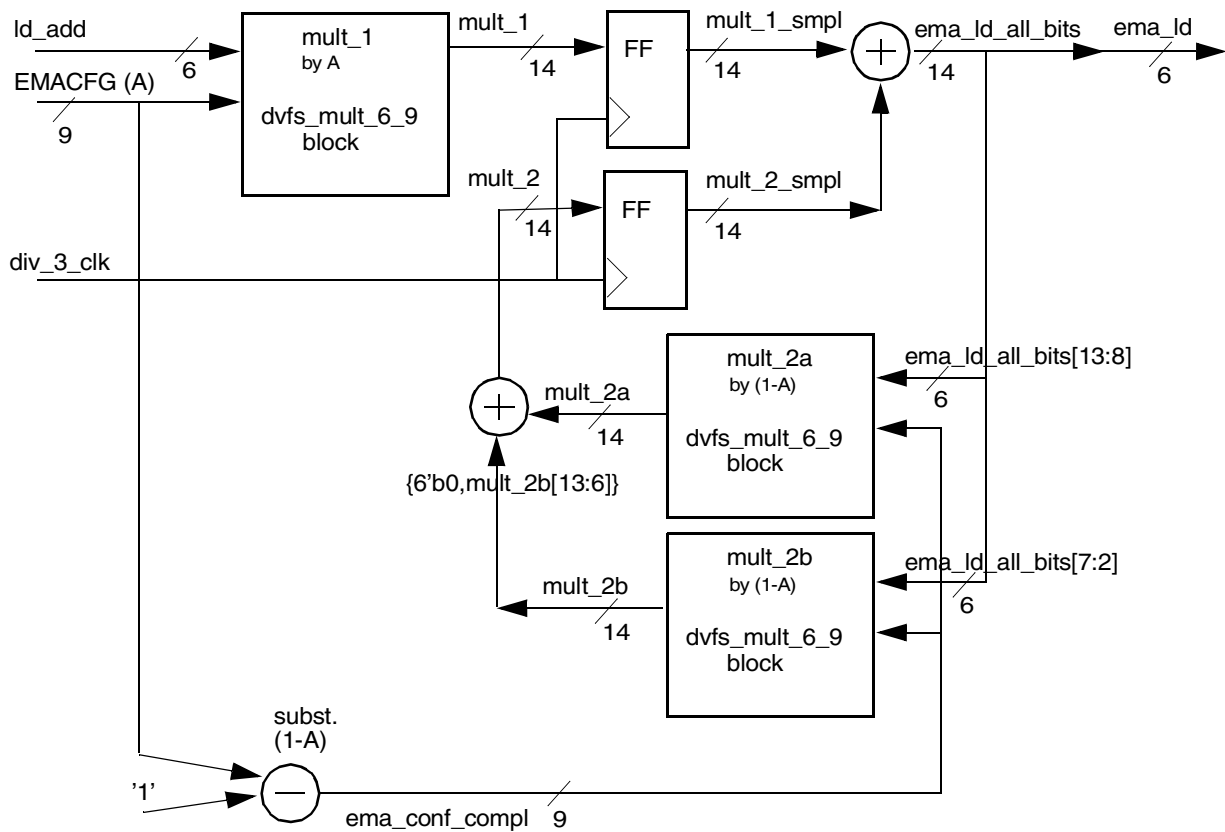 ld_add
6
EMACFG (A)
9
mult_1
by A
dvfs_mult_6_9
block
mult_1
14
FF
mult_1_smpl
14
+
ema_ld_all_bits
14
ema_ld
6
mult_2
14
FF
mult_2_smpl
14
div_3_clk
mult_2a
by (1-A)
dvfs_mult_6_9
block
ema_ld_all_bits[13:8]
6
+
mult_2a
14
{6'b0,mult_2b[13:6]}
mult_2b
by (1-A)
dvfs_mult_6_9
block
ema_ld_all_bits[7:2]
6
mult_2b
14
subst.
(1-A)
'1'
−
ema_conf_compl
9